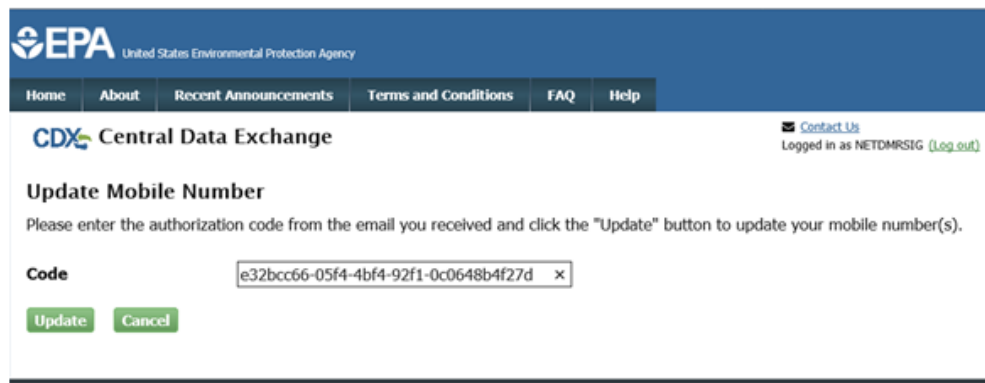 EPA United States Environmental Protection Agency
Home About Recent Announcements Terms and Conditions FAQ Help
CDX Central Data Exchange
Contact Us
Logged in as NETDMRSIG (Log out)
Update Mobile Number
Please enter the authorization code from the email you received and click the "Update" button to update your mobile number(s).
Code e32bcc66-05f4-4bf4-92f1-0c0648b4f27d ×
Update Cancel